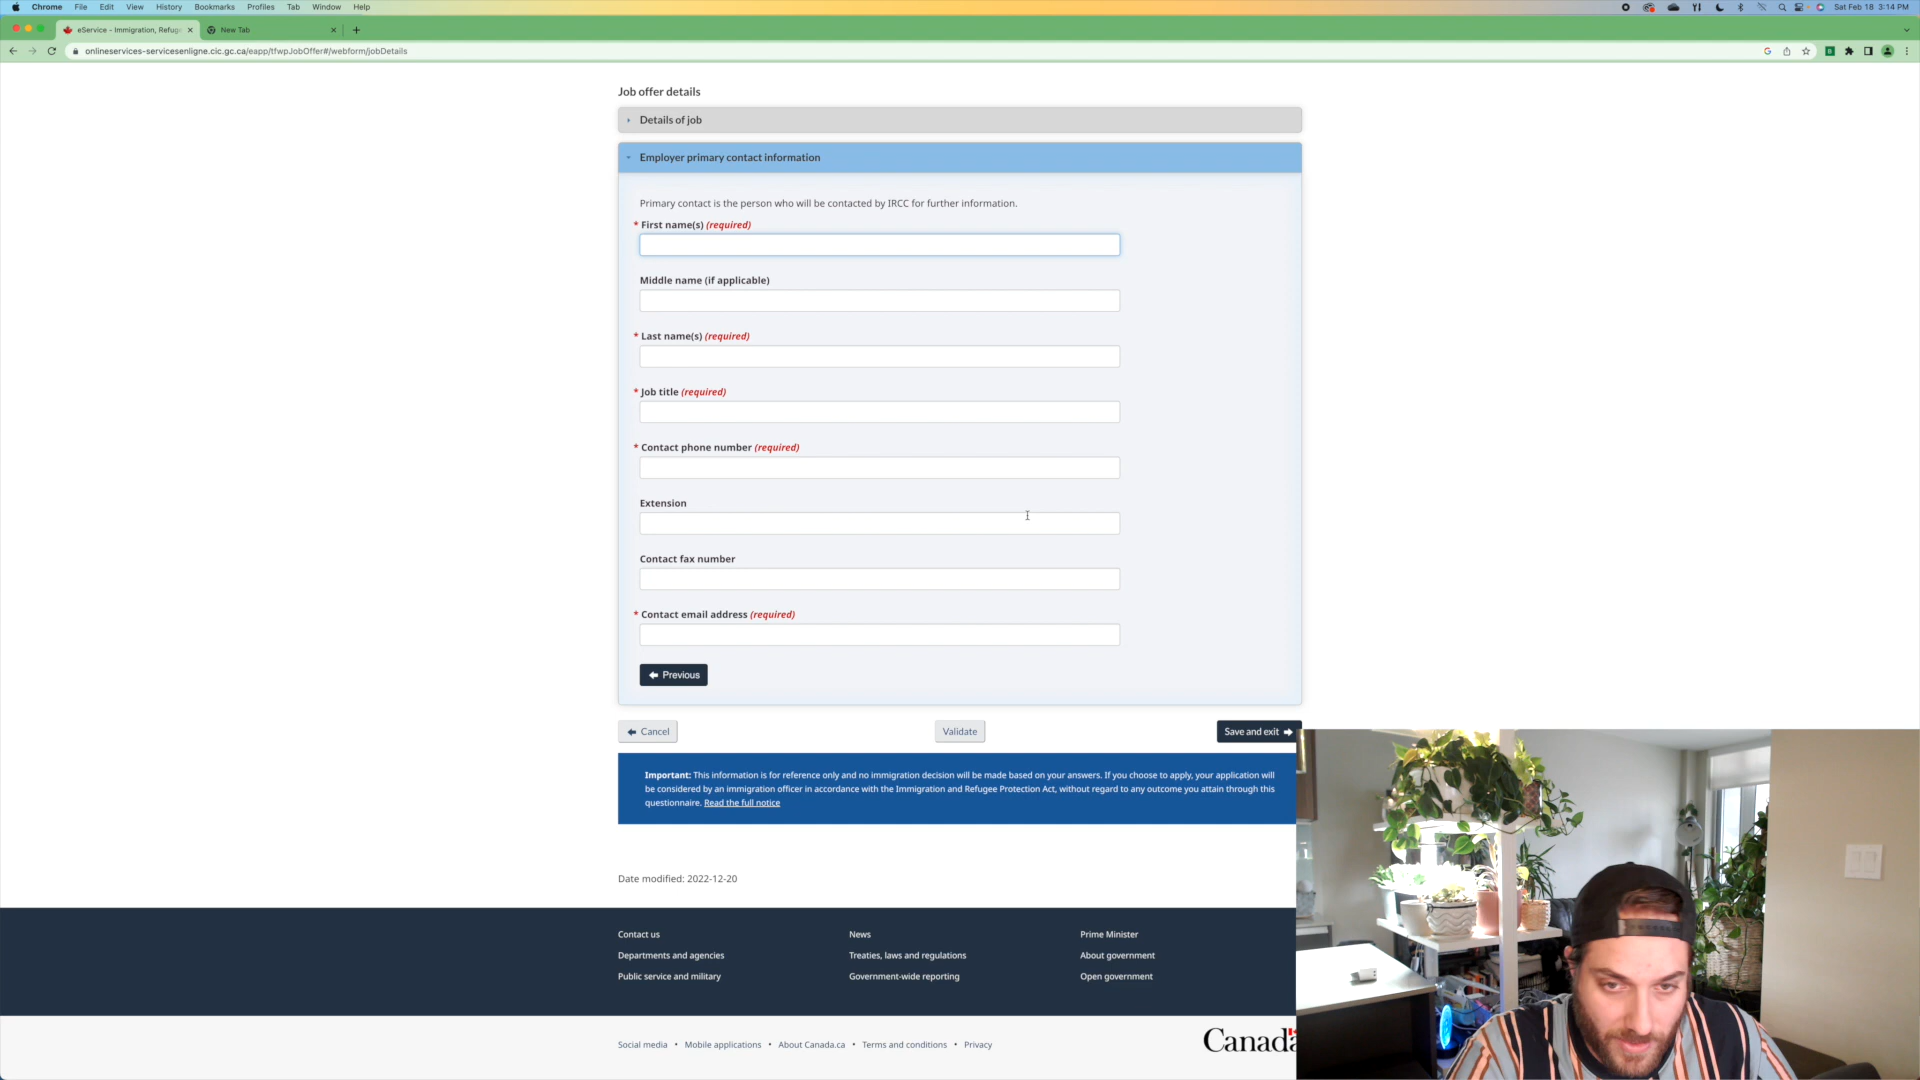 Chrome File Edit View History Bookmarks Profiles Tab Window Help
Sat Feb 18 3:14 PM
eService - Immigration, Refug
New Tab
onlineservices-servicesenligne.cic.gc.ca/eapp/tfwpJobOffer#/webform/jobDetails
Job offer details
Details of job
Employer primary contact information
Primary contact is the person who will be contacted by IRCC for further information.
* First name(s) (required)
Middle name (if applicable)
* Last name(s) (required)
* Job title (required)
* Contact phone number (required)
Extension
Contact fax number
* Contact email address (required)
Previous
Cancel
Validate
Save and exit
Important: This information is for reference only and no immigration decision will be made based on your answers. If you choose to apply, your application will
be considered by an immigration officer in accordance with the Immigration and Refugee Protection Act, without regard to any outcome you attain through this
questionnaire. Read the full notice
Date modified: 2022-12-20
Contact us
News
Prime Minister
Departments and agencies
Treaties, laws and regulations
About government
Public service and military
Government-wide reporting
Open government
Social media • Mobile applications • About Canada.ca • Terms and conditions • Privacy
Canada